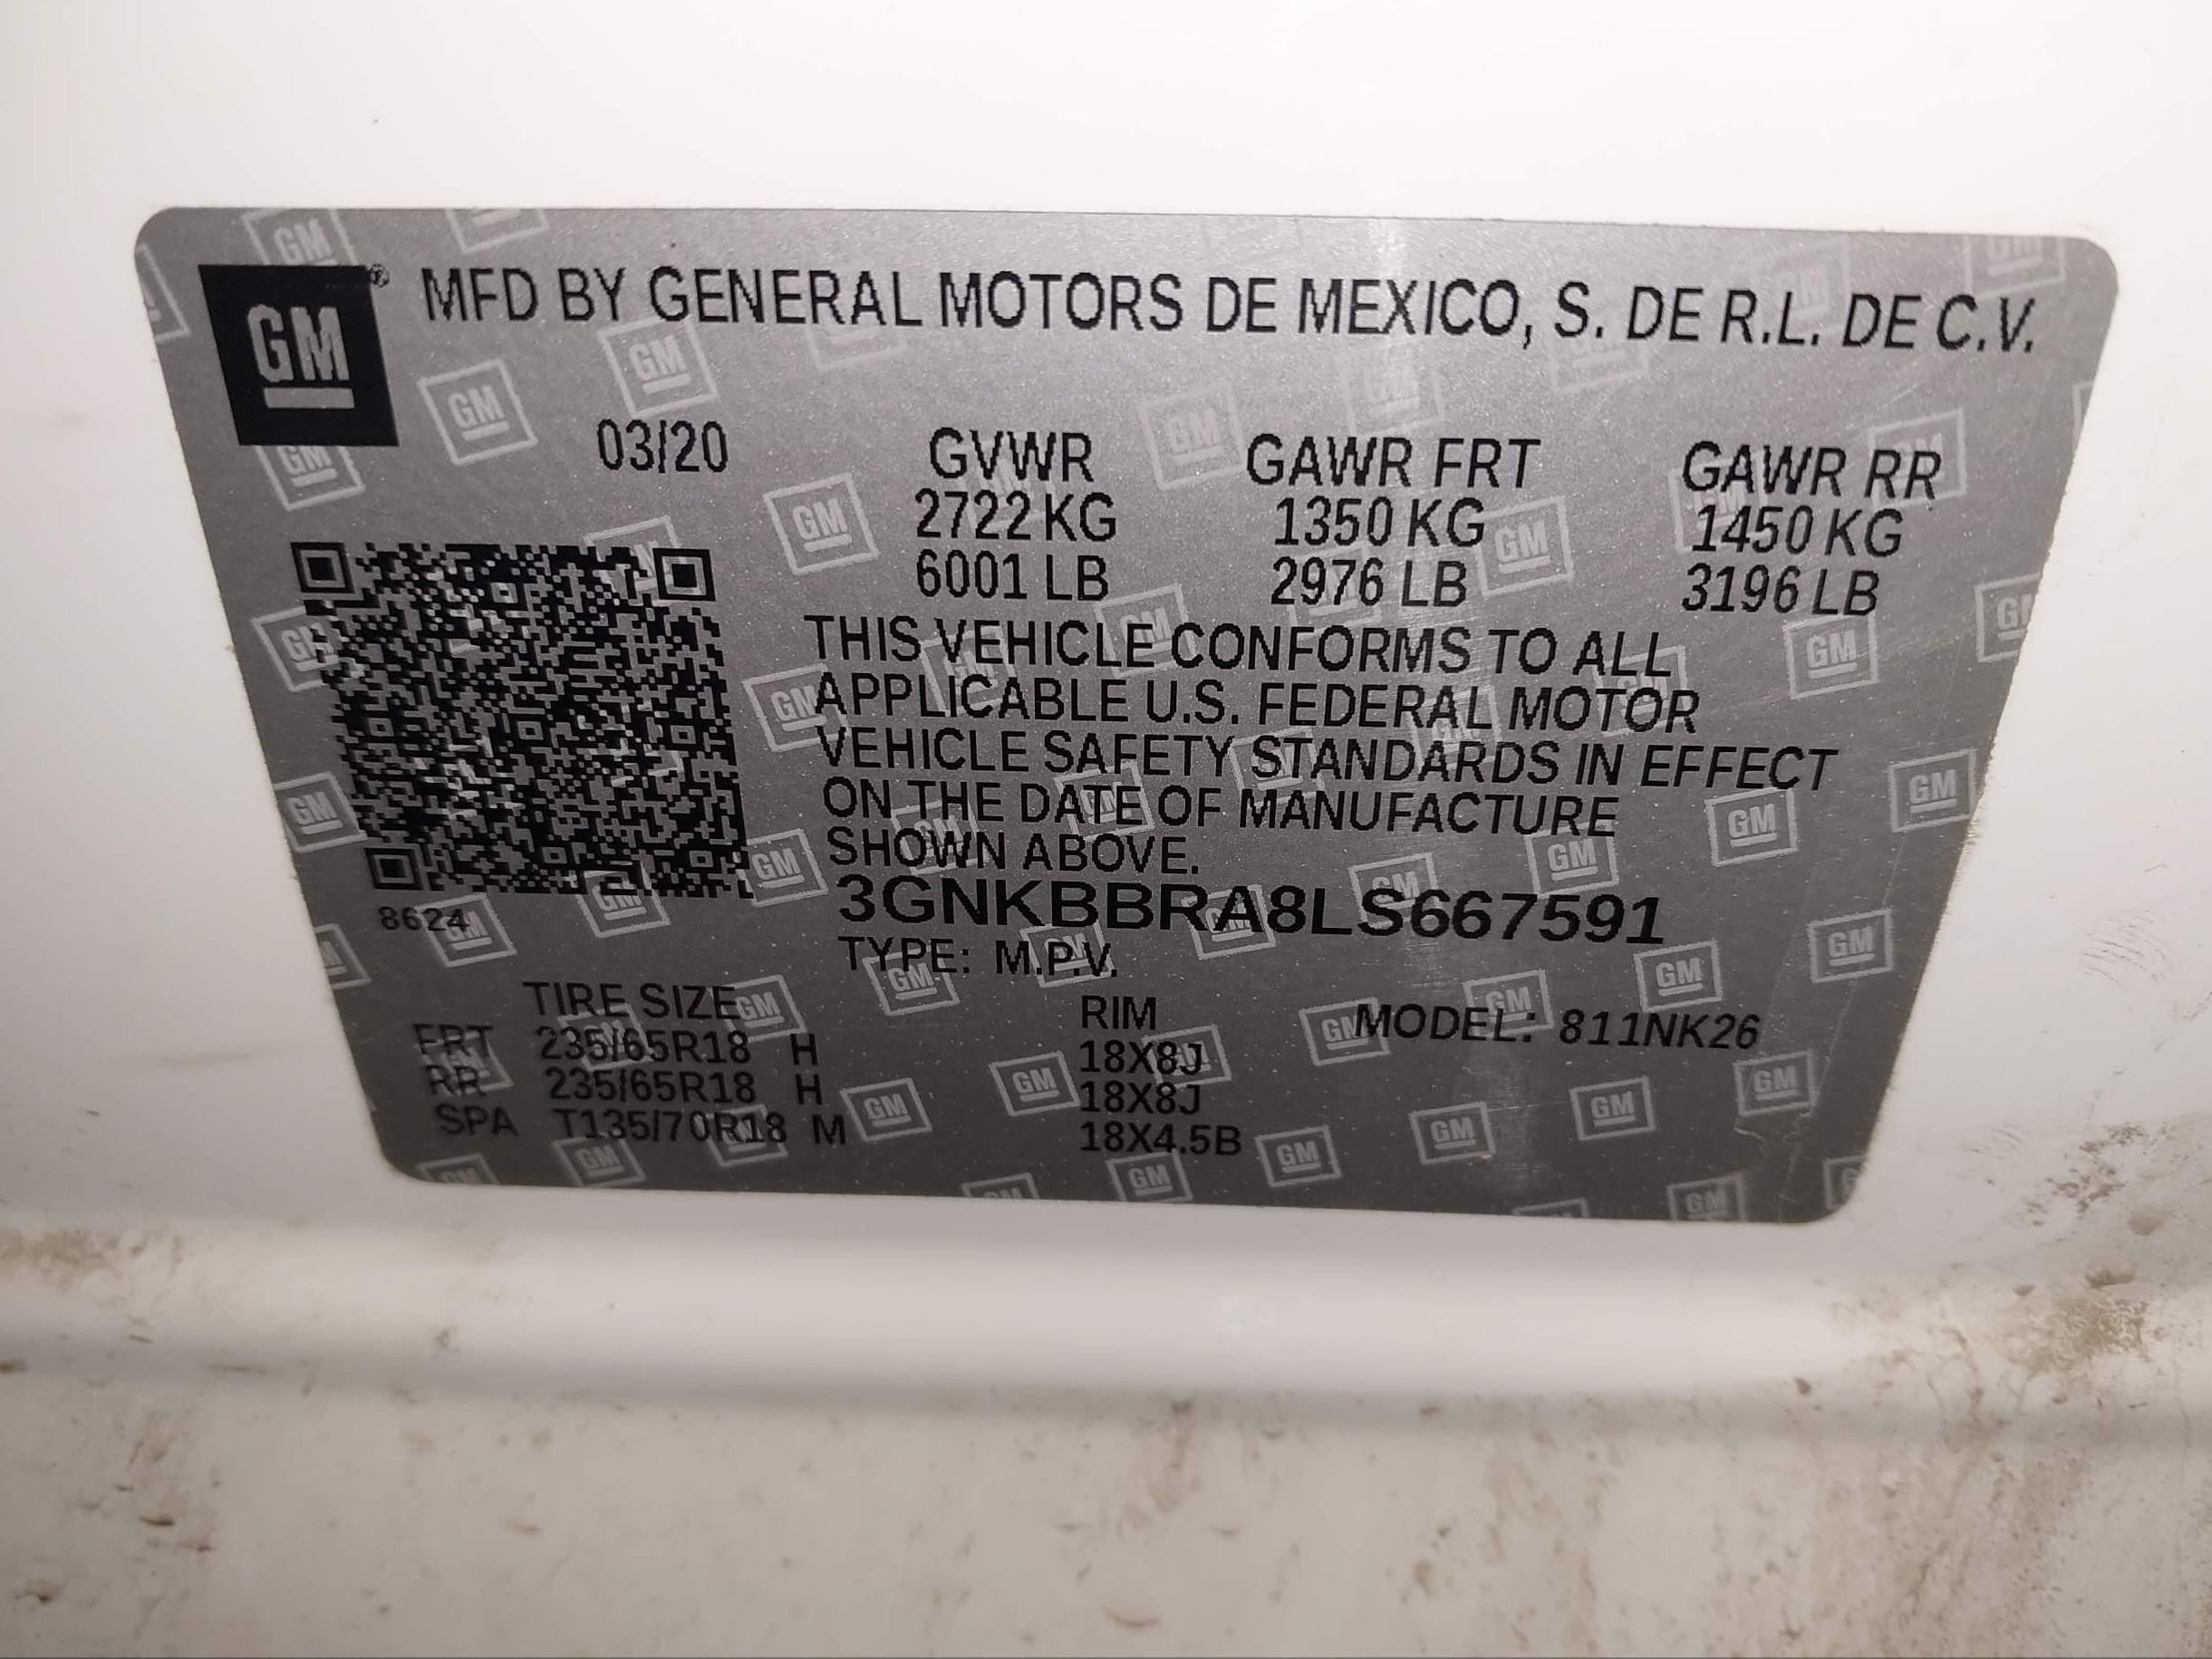 GM ® MFD BY GENERAL MOTORS DE MEXICO, S. DE R.L. DE C.V.
03/20 GVWR GAWR FRT GAWR RR
2722 KG 1350 KG 1450 KG
6001 LB 2976 LB 3196 LB
THIS VEHICLE CONFORMS TO ALL
APPLICABLE U.S. FEDERAL MOTOR
VEHICLE SAFETY STANDARDS IN EFFECT
ON THE DATE OF MANUFACTURE
SHOWN ABOVE.
8624 3GNKBBRA8LS667591
TYPE: M.P.V.
TIRE SIZE RIM MODEL: 811NK26
FRT 235/65R18 H 18X8J
RR 235/65R18 H 18X8J
SPA T135/70R18 M 18X4.5B